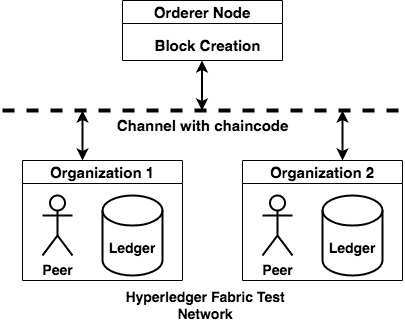 Orderer Node
Block Creation
Channel with chaincode
Organization 1
Organization 2
Ledger
Ledger
Peer
Peer
Hyperledger Fabric Test
Network